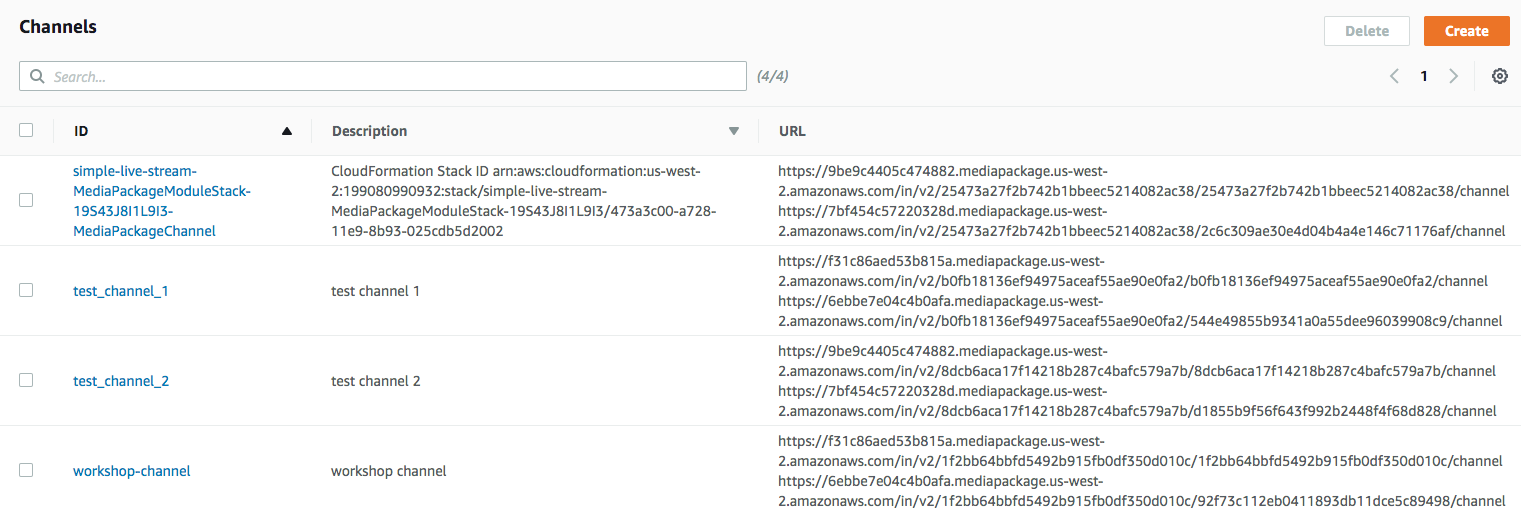 Channels
Delete
Create
Search...
(4/4)
1
ID
Description
URL
simple-live-stream-
MediaPackageModuleStack-
19S43J8I1L9I3-
MediaPackageChannel
CloudFormation Stack ID arn:aws:cloudformation:us-west-
2:199080990932:stack/simple-live-stream-
MediaPackageModuleStack-19S43J8I1L9I3/473a3c00-a728-
11e9-8b93-025cdb5d2002
https://9be9c4405c474882.mediapackage.us-west-
2.amazonaws.com/in/v2/25473a27f2b742b1bbeec5214082ac38/25473a27f2b742b1bbeec5214082ac38/channel
https://7bf454c57220328d.mediapackage.us-west-
2.amazonaws.com/in/v2/25473a27f2b742b1bbeec5214082ac38/2c6c309ae30e4d04b4a4e146c71176af/channel
test_channel_1
test channel 1
https://f31c86aed53b815a.mediapackage.us-west-
2.amazonaws.com/in/v2/b0fb18136ef94975aceaf55ae90e0fa2/b0fb18136ef94975aceaf55ae90e0fa2/channel
https://6ebbe7e04c4b0afa.mediapackage.us-west-
2.amazonaws.com/in/v2/b0fb18136ef94975aceaf55ae90e0fa2/544e49855b9341a0a55dee96039908c9/channel
test_channel_2
test channel 2
https://9be9c4405c474882.mediapackage.us-west-
2.amazonaws.com/in/v2/8dcb6aca17f14218b287c4bafc579a7b/8dcb6aca17f14218b287c4bafc579a7b/channel
https://7bf454c57220328d.mediapackage.us-west-
2.amazonaws.com/in/v2/8dcb6aca17f14218b287c4bafc579a7b/d1855b9f56f643f992b2448f4f68d828/channel
workshop-channel
workshop channel
https://f31c86aed53b815a.mediapackage.us-west-
2.amazonaws.com/in/v2/1f2bb64bbfd5492b915fb0df350d010c/1f2bb64bbfd5492b915fb0df350d010c/channel
https://6ebbe7e04c4b0afa.mediapackage.us-west-
2.amazonaws.com/in/v2/1f2bb64bbfd5492b915fb0df350d010c/92f73c112eb0411893db11dce5c89498/channel